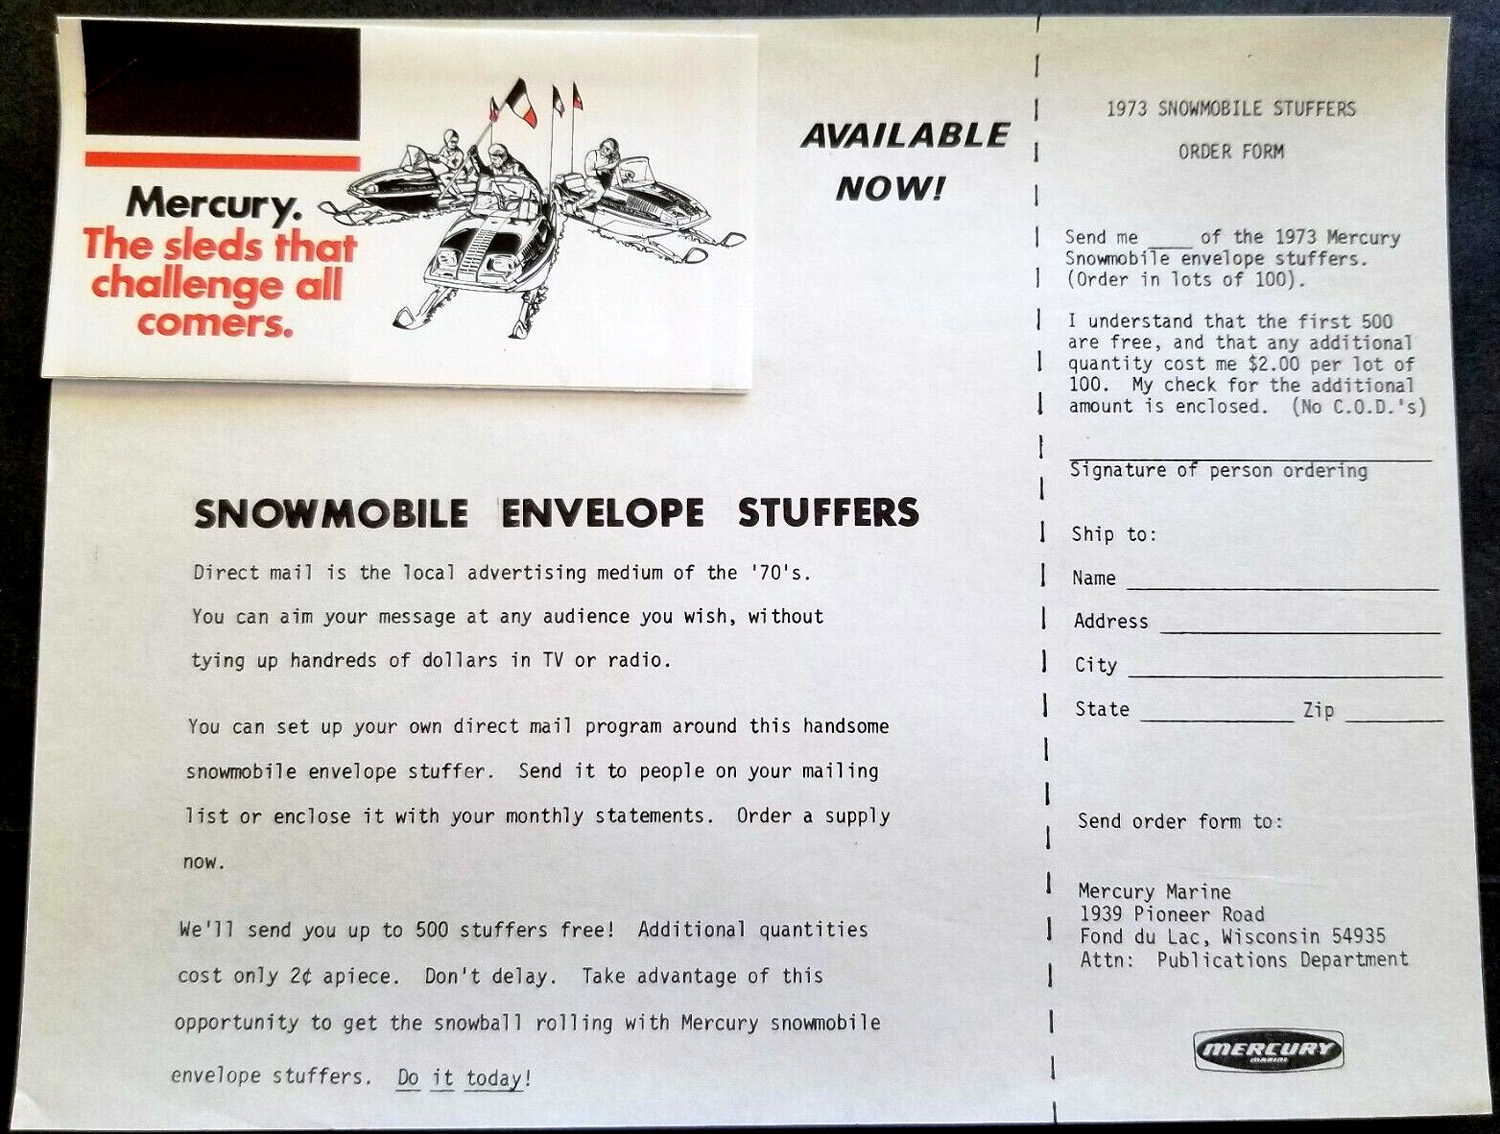 Mercury.
The sleds that
challenge all
comers.
AVAILABLE
NOW!
SNOWMOBILE ENVELOPE STUFFERS
Direct mail is the local advertising medium of the '70's.
You can aim your message at any audience you wish, without
tying up handreds of dollars in TV or radio.
You can set up your own direct mail program around this handsome
snowmobile envelope stuffer. Send it to people on your mailing
list or enclose it with your monthly statements. Order a supply
now.
We'll send you up to 500 stuffers free! Additional quantities
cost only 2¢ apiece. Don't delay. Take advantage of this
opportunity to get the snowball rolling with Mercury snowmobile
envelope stuffers. Do it today!
1973 SNOWMOBILE STUFFERS
ORDER FORM
Send me ____ of the 1973 Mercury
Snowmobile envelope stuffers.
(Order in lots of 100).
I understand that the first 500
are free, and that any additional
quantity cost me $2.00 per lot of
100. My check for the additional
amount is enclosed. (No C.O.D.'s)
Signature of person ordering
Ship to:
Name
Address
City
State Zip
Send order form to:
Mercury Marine
1939 Pioneer Road
Fond du Lac, Wisconsin 54935
Attn: Publications Department
MERCURY
MARINE